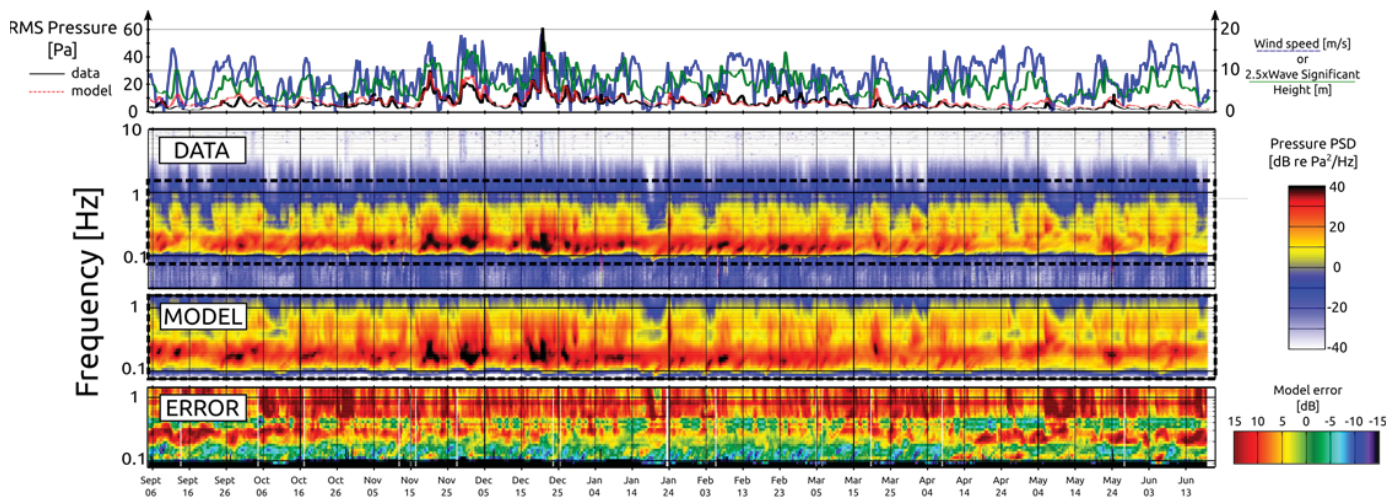 RMS Pressure
[Pa]
data
model
60
40
20
0
20
10
0
Wind speed [m/s]
or
2.5xWave Significant
Height [m]
Frequency [Hz]
10
DATA
1
0.1
1
MODEL
0.1
1
ERROR
0.1
Pressure PSD
[dB re Pa²/Hz]
40
20
0
-20
-40
Model error
[dB]
15 10 5 0 -5 -10 -15
Sept Sept Sept Oct Oct Oct Nov Nov Nov Dec Dec Dec Jan Jan Jan Feb Feb Feb Mar Mar Mar Apr Apr Apr May May May Jun Jun
06 16 26 06 16 26 05 15 25 05 15 25 04 14 24 03 13 23 05 15 25 04 14 24 04 14 24 03 13